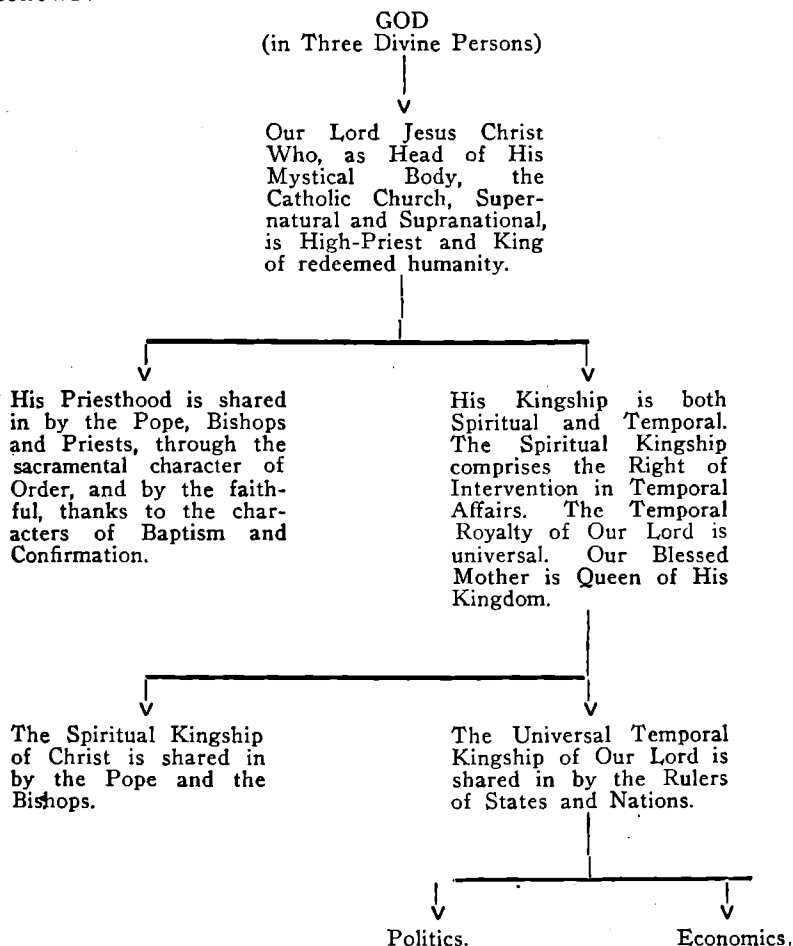 GOD
(in Three Divine Persons)
Our Lord Jesus Christ
Who, as Head of His
Mystical Body, the
Catholic Church, Super-
natural and Supranational,
is High-Priest and King
of redeemed humanity.
His Priesthood is shared
in by the Pope, Bishops
and Priests, through the
sacramental character of
Order, and by the faith-
ful, thanks to the char-
acters of Baptism and
Confirmation.
His Kingship is both
Spiritual and Temporal.
The Spiritual Kingship
comprises the Right of
Intervention in Temporal
Affairs. The Temporal
Royalty of Our Lord is
universal. Our Blessed
Mother is Queen of His
Kingdom.
The Spiritual Kingship
of Christ is shared in
by the Pope and the
Bishops.
The Universal Temporal
Kingship of Our Lord is
shared in by the Rulers
of States and Nations.
Politics.
Economics.